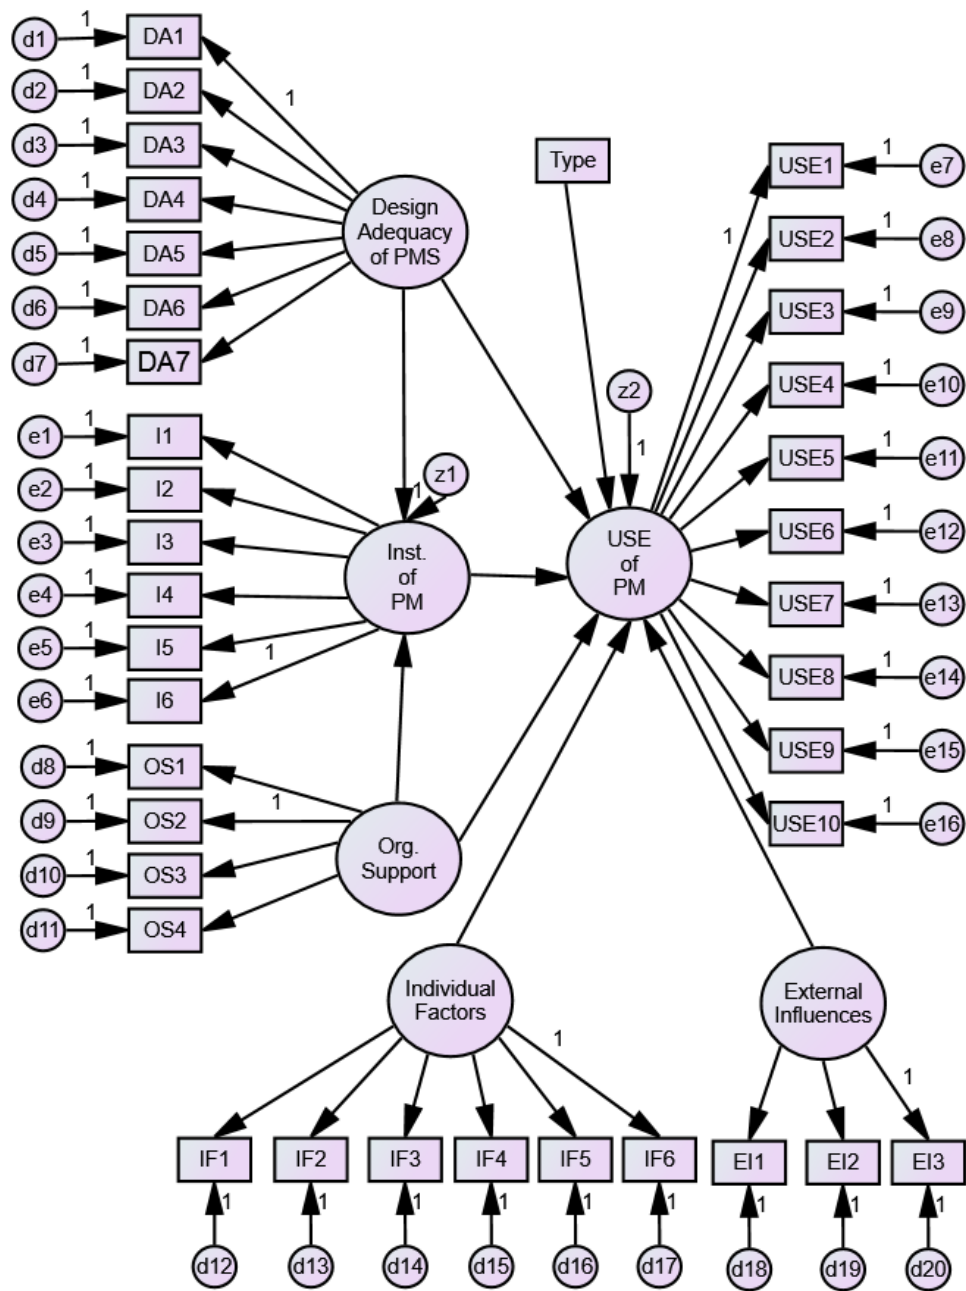 d1 1 DA1
d2 1 DA2
d3 1 DA3
d4 1 DA4
d5 1 DA5
d6 1 DA6
d7 1 DA7
1
Design
Adequacy
of PMS
Type
z2
1
USE1 1 e7
1
USE2 1 e8
USE3 1 e9
USE4 1 e10
USE5 1 e11
USE6 1 e12
USE7 1 e13
USE8 1 e14
USE9 1 e15
USE10 1 e16
e1 1 I1
e2 1 I2
e3 1 I3
e4 1 I4
e5 1 I5
e6 1 I6
1
z1
1
Inst.
of
PM
USE
of
PM
d8 1 OS1
d9 1 OS2
d10 1 OS3
d11 1 OS4
1
Org.
Support
Individual
Factors
1
External
Influences
1
IF1 IF2 IF3 IF4 IF5 IF6 EI1 EI2 EI3
1 1 1 1 1 1 1 1 1
d12 d13 d14 d15 d16 d17 d18 d19 d20